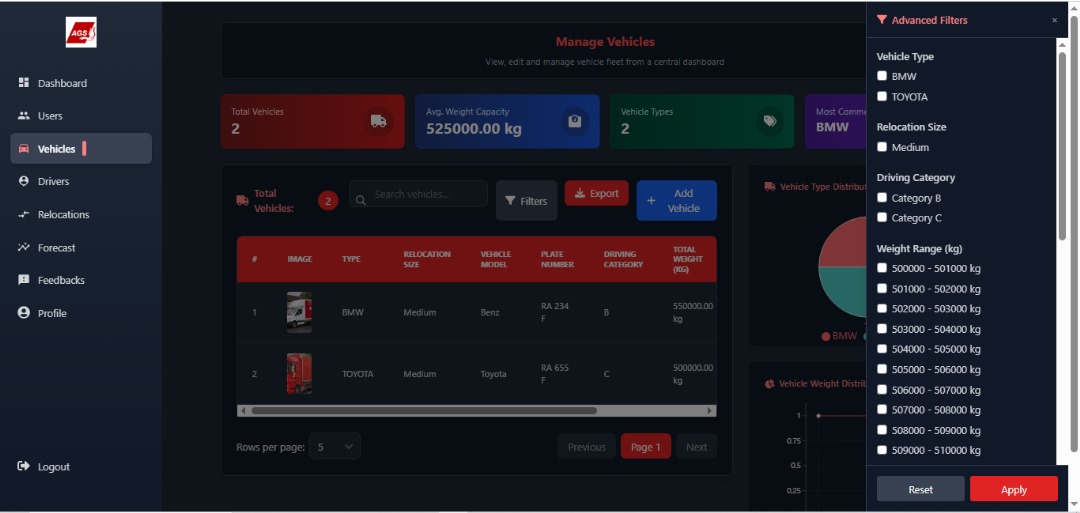 AGS
Dashboard
Users
Vehicles
Drivers
Relocations
Forecast
Feedbacks
Profile
Logout
Manage Vehicles
View, edit and manage vehicle fleet from a central dashboard
Total Vehicles
2
Avg. Weight Capacity
525000.00 kg
Vehicle Types
2
Most Comme
BMW
Total
Vehicles:
2
Search vehicles...
Filters
Export
Add
Vehicle
# IMAGE TYPE RELOCATION SIZE VEHICLE MODEL PLATE NUMBER DRIVING CATEGORY TOTAL WEIGHT (KG)
1 BMW Medium Benz RA 234 F B 550000.00 kg
2 TOYOTA Medium Toyota RA 655 F C 500000.00 kg
Rows per page: 5
Previous
Page 1
Next
Vehicle Type Distribut
BMW
Vehicle Weight Distrib
1
0.75
0.5
0.25
Advanced Filters
×
Vehicle Type
BMW
TOYOTA
Relocation Size
Medium
Driving Category
Category B
Category C
Weight Range (kg)
500000 - 501000 kg
501000 - 502000 kg
502000 - 503000 kg
503000 - 504000 kg
504000 - 505000 kg
505000 - 506000 kg
506000 - 507000 kg
507000 - 508000 kg
508000 - 509000 kg
509000 - 510000 kg
Reset
Apply